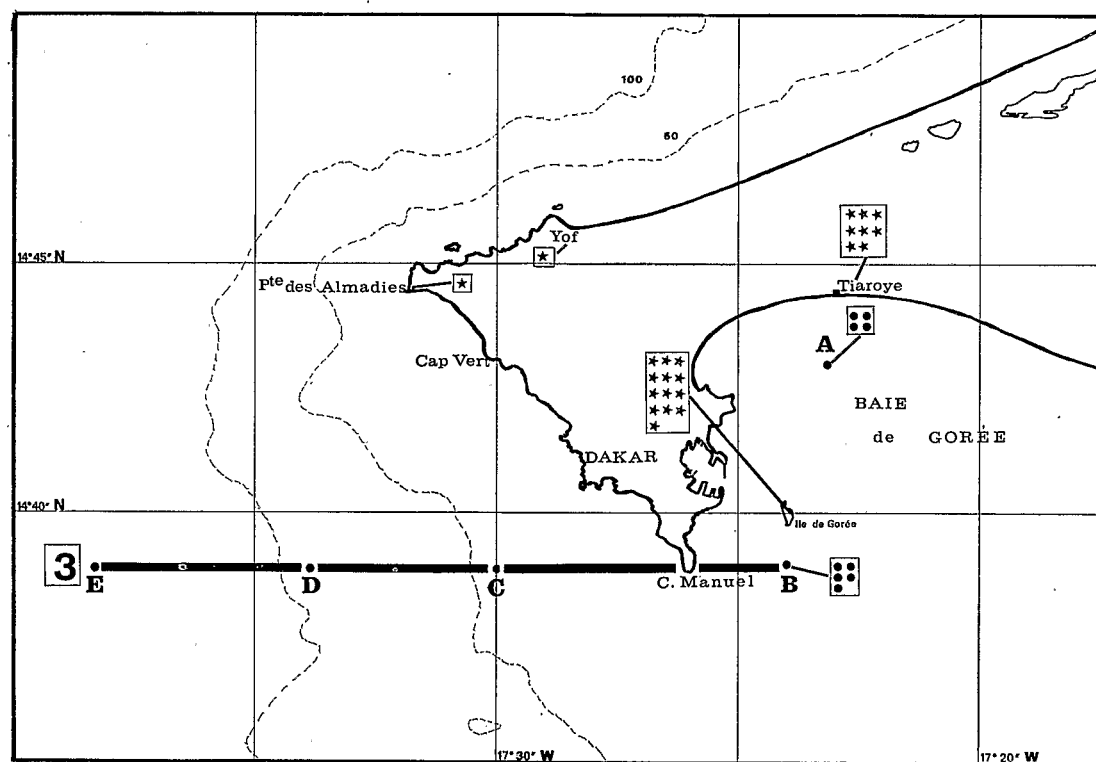 100
50
Yof
14°45' N
Pte des Almadies
Tiaroye
A
Cap Vert
BAIE
de GORÉE
DAKAR
14°40' N
Ile de Gorée
3
E
D
C
C. Manuel
B
17°30' W
17°20' W